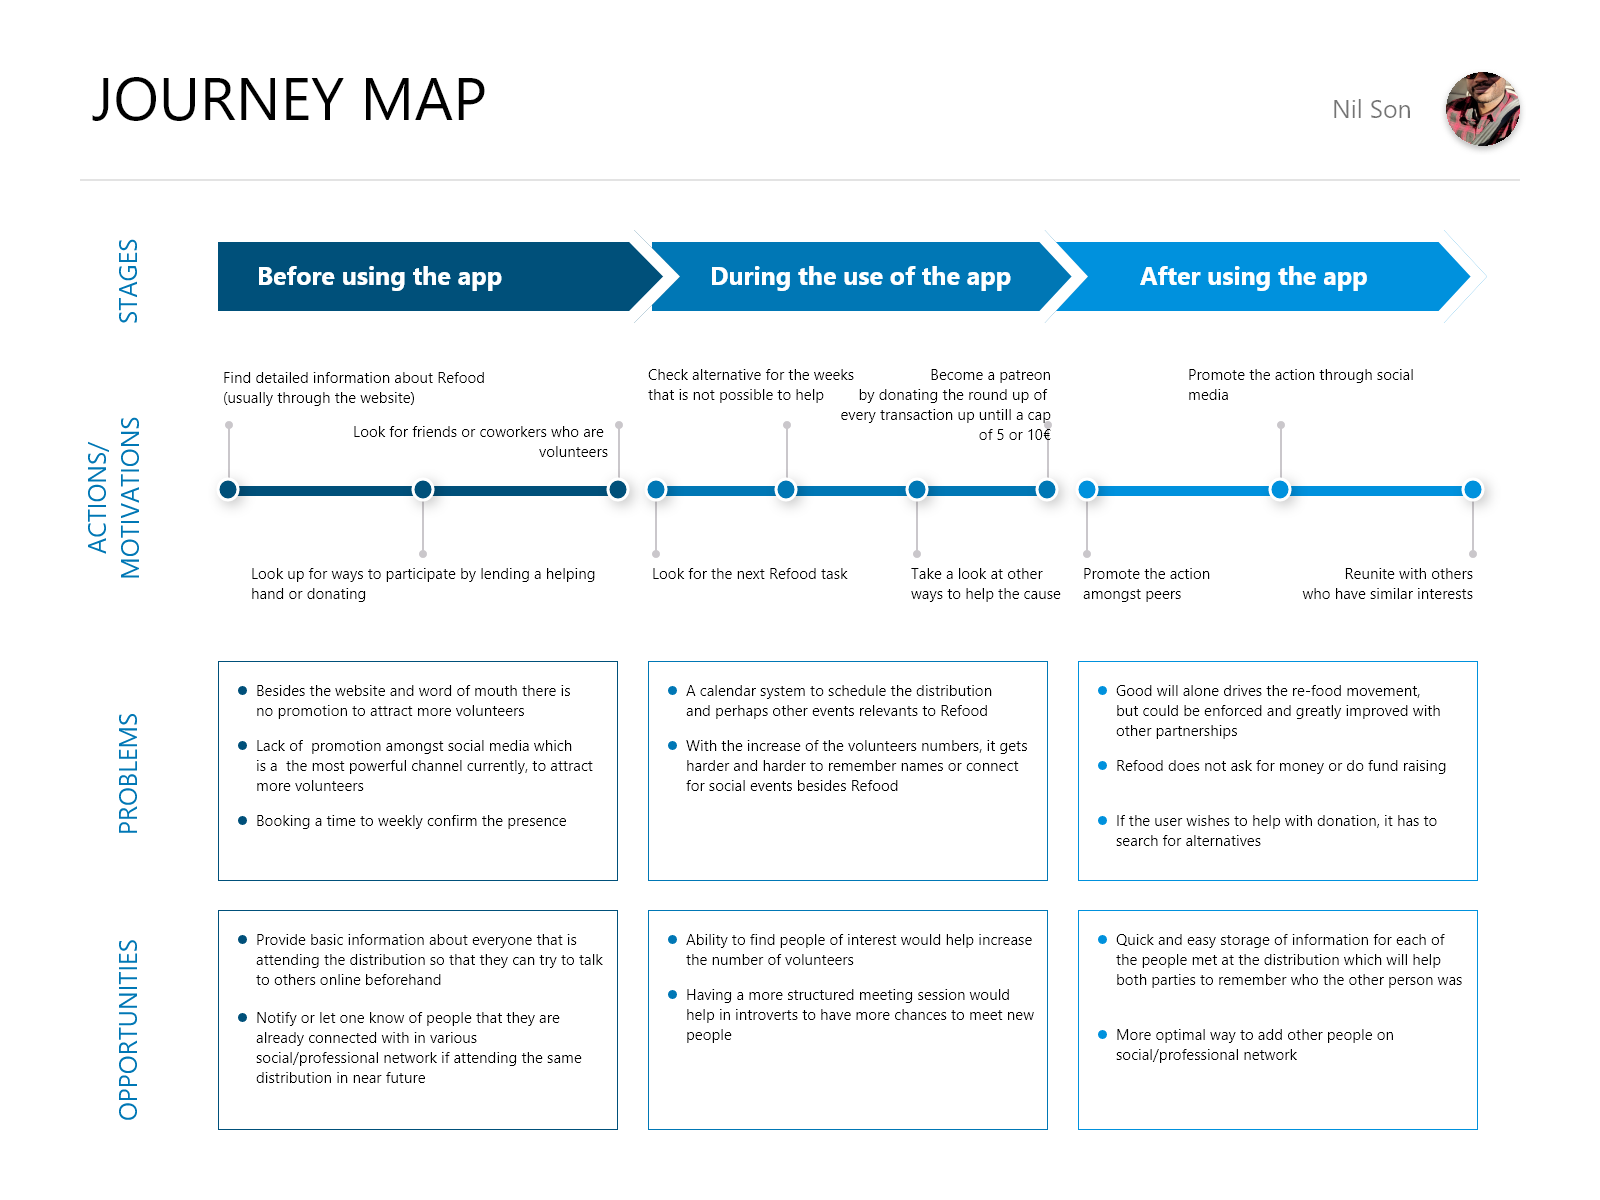 JOURNEY MAP
Nil Son
STAGES
Before using the app
During the use of the app
After using the app
ACTIONS/
MOTIVATIONS
Find detailed information about Refood
(usually through the website)
Look for friends or coworkers who are
volunteers
Look up for ways to participate by lending a helping
hand or donating
Check alternative for the weeks
that is not possible to help
Become a patreon
by donating the round up of
every transaction up untill a cap
of 5 or 10€
Look for the next Refood task
Take a look at other
ways to help the cause
Promote the action through social
media
Promote the action
amongst peers
Reunite with others
who have similar interests
PROBLEMS
Besides the website and word of mouth there is
no promotion to attract more volunteers
Lack of  promotion amongst social media which
is a  the most powerful channel currently, to attract
more volunteers
Booking a time to weekly confirm the presence
A calendar system to schedule the distribution
and perhaps other events relevants to Refood
With the increase of the volunteers numbers, it gets
harder and harder to remember names or connect
for social events besides Refood
Good will alone drives the re-food movement,
but could be enforced and greatly improved with
other partnerships
Refood does not ask for money or do fund raising
If the user wishes to help with donation, it has to
search for alternatives
OPPORTUNITIES
Provide basic information about everyone that is
attending the distribution so that they can try to talk
to others online beforehand
Notify or let one know of people that they are
already connected with in various
social/professional network if attending the same
distribution in near future
Ability to find people of interest would help increase
the number of volunteers
Having a more structured meeting session would
help in introverts to have more chances to meet new
people
Quick and easy storage of information for each of
the people met at the distribution which will help
both parties to remember who the other person was
More optimal way to add other people on
social/professional network